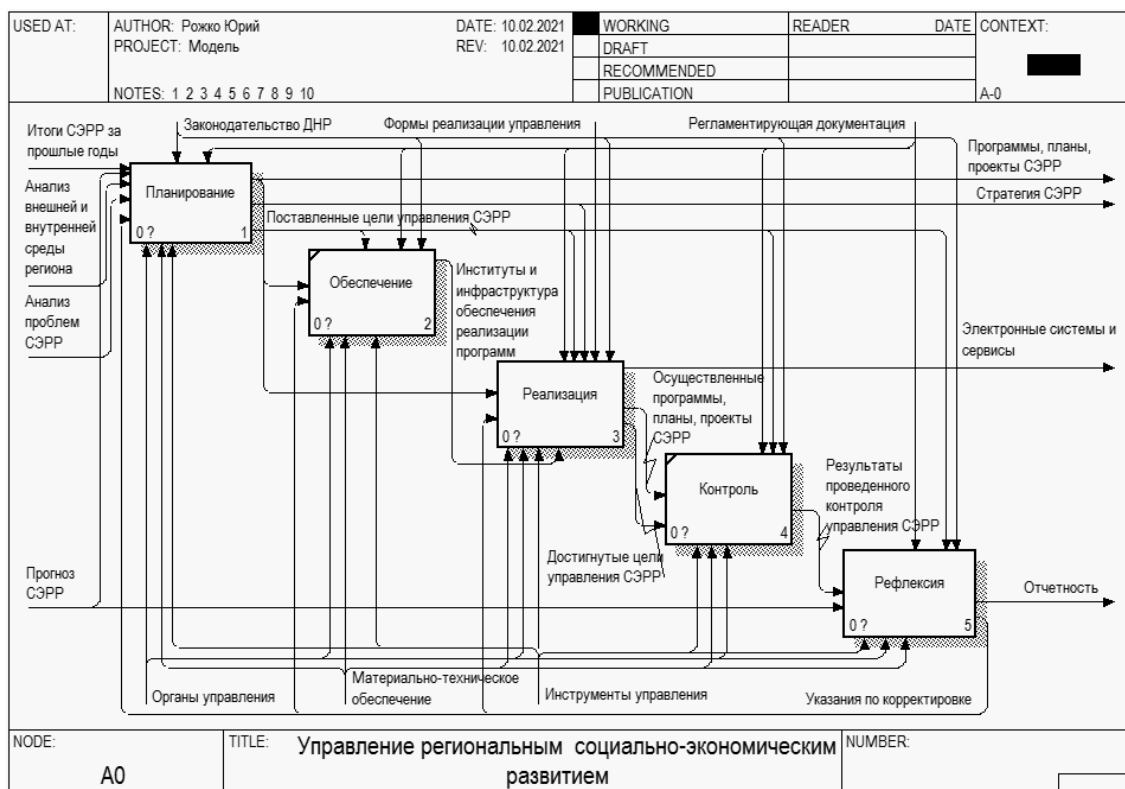 USED AT:
AUTHOR: Рожко Юрий
DATE: 10.02.2021
WORKING
READER
DATE
CONTEXT:
PROJECT: Модель
REV: 10.02.2021
DRAFT
RECOMMENDED
NOTES: 1 2 3 4 5 6 7 8 9 10
PUBLICATION
A-0
Итоги СЭРР за
прошлые годы
Законодательство ДНР
Формы реализации управления
Регламентирующая документация
Программы, планы,
проекты СЭРР
Стратегия СЭРР
Планирование
0 ?
1
Анализ
внешней и
внутренней
среды
региона
Поставленные цели управления СЭРР
Обеспечение
0 ?
2
Институты и
инфраструктура
обеспечения
реализации
программ
Анализ
проблем
СЭРР
Электронные системы и
сервисы
Реализация
0 ?
3
Осуществленные
программы,
планы, проекты
СЭРР
Контроль
0 ?
4
Результаты
проведенного
контроля
управления СЭРР
Достигнутые цели
управления СЭРР
Прогноз
СЭРР
Рефлексия
0 ?
5
Отчетность
Органы управления
Материально-техническое
обеспечение
Инструменты управления
Указания по корректировке
NODE:
A0
TITLE:
Управление региональным социально-экономическим
развитием
NUMBER: